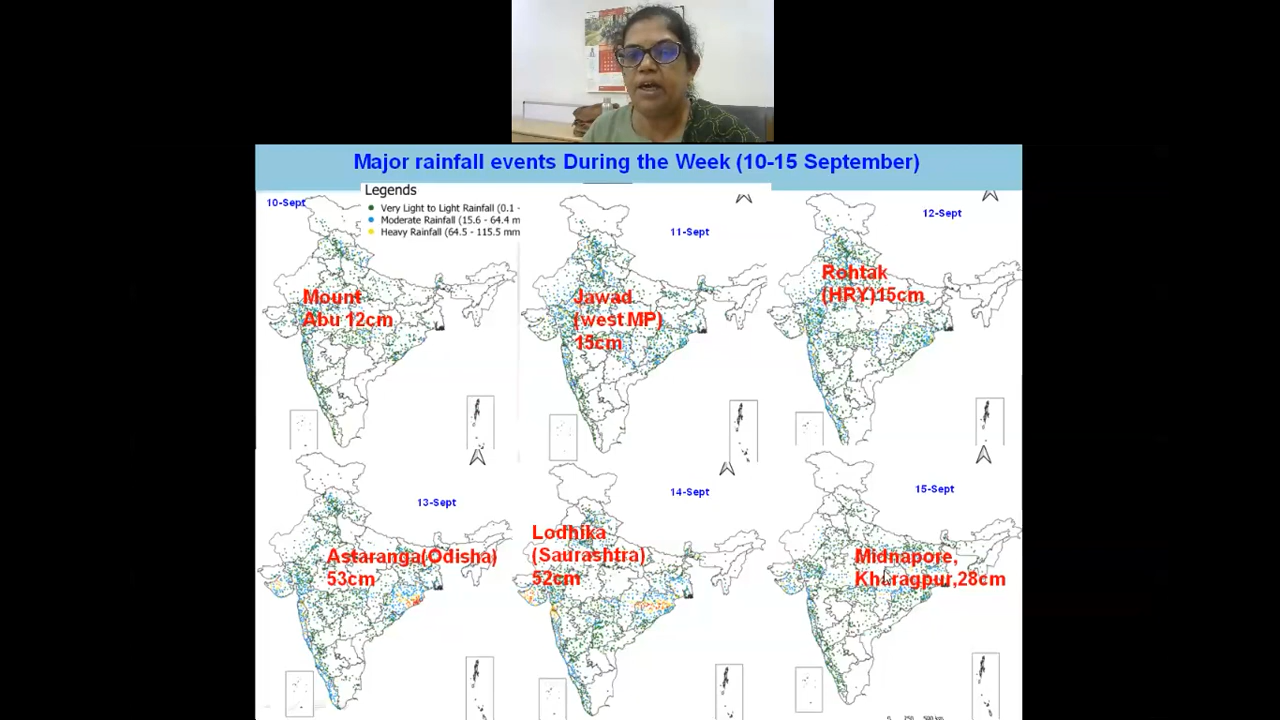 Major rainfall events During the Week (10-15 September)
10-Sept
Legends
Very Light to Light Rainfall (0.1 -
Moderate Rainfall (15.6 - 64.4 m
Heavy Rainfall (64.5 - 115.5 mm
Mount
Abu 12cm
11-Sept
Jawad
(west MP)
15cm
12-Sept
Rohtak
(HRY)15cm
13-Sept
Astaranga(Odisha)
53cm
14-Sept
Lodhika
(Saurashtra)
52cm
15-Sept
Midnapore,
Kharagpur,28cm